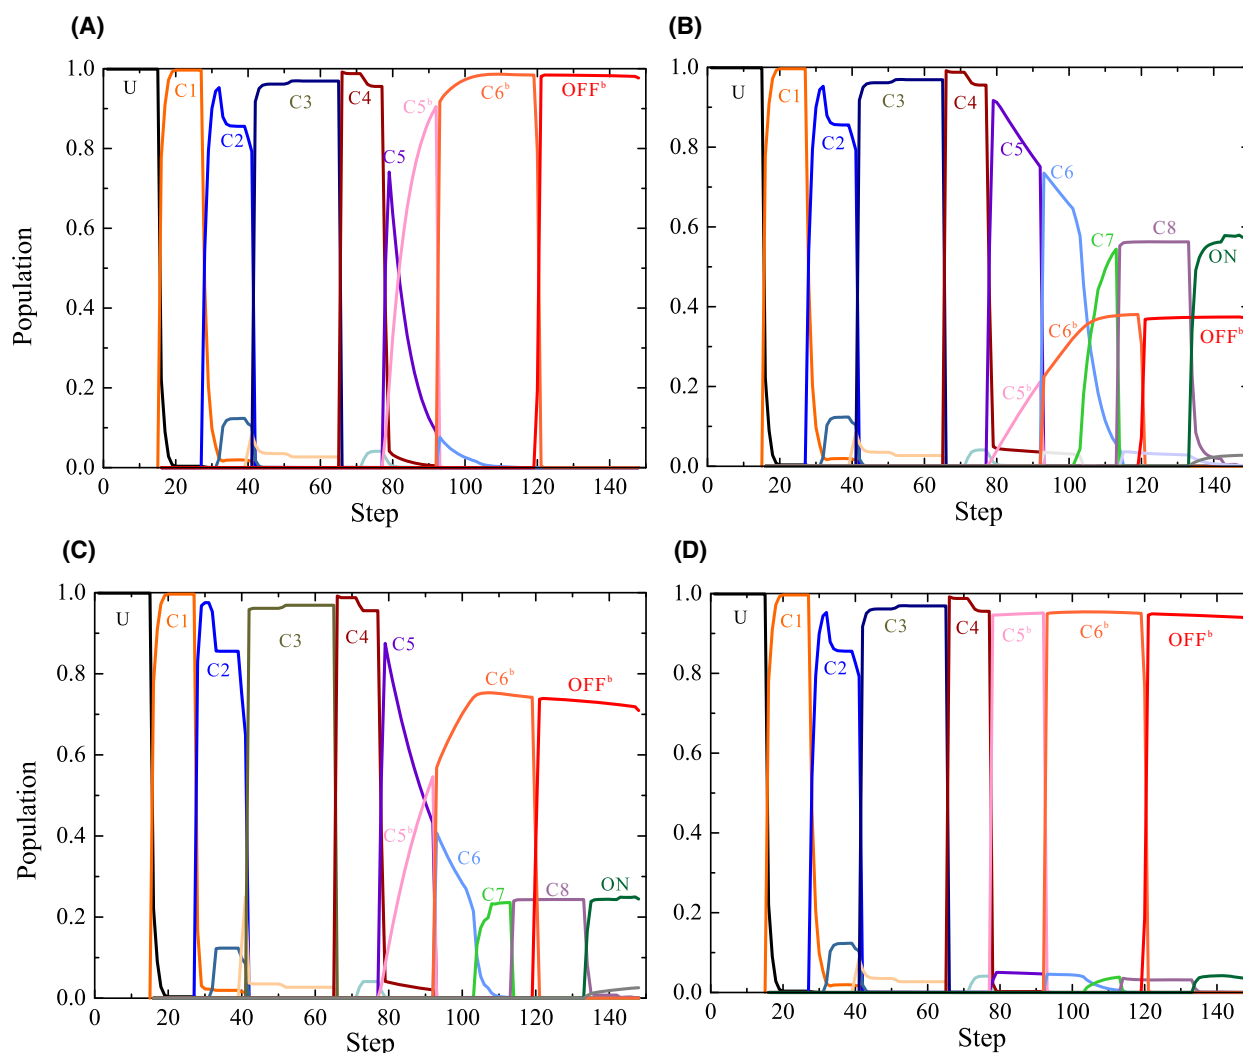 (A)
U
C1
C2
C3
C4
C5
C5ᵇ
C6ᵇ
OFFᵇ
1.0
0.8
0.6
0.4
0.2
0.0
0
20
40
60
80
100
120
140
Population
Step
(B)
U
C1
C2
C3
C4
C5
C6
C7
C8
ON
C5ᵇ
C6ᵇ
OFFᵇ
1.0
0.8
0.6
0.4
0.2
0.0
0
20
40
60
80
100
120
140
Step
(C)
U
C1
C2
C3
C4
C5
C6ᵇ
OFFᵇ
C5ᵇ
C6
C7
C8
ON
1.0
0.8
0.6
0.4
0.2
0.0
0
20
40
60
80
100
120
140
Population
Step
(D)
U
C1
C2
C3
C4
C5ᵇ
C6ᵇ
OFFᵇ
1.0
0.8
0.6
0.4
0.2
0.0
0
20
40
60
80
100
120
140
Step